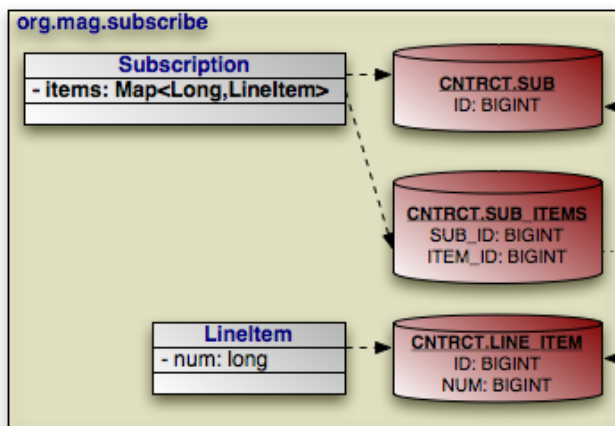 org.mag.subscribe
Subscription
- items: Map<Long,LineItem>
CNTRCT.SUB
ID: BIGINT
CNTRCT.SUB_ITEMS
SUB_ID: BIGINT
ITEM_ID: BIGINT
LineItem
- num: long
CNTRCT.LINE_ITEM
ID: BIGINT
NUM: BIGINT